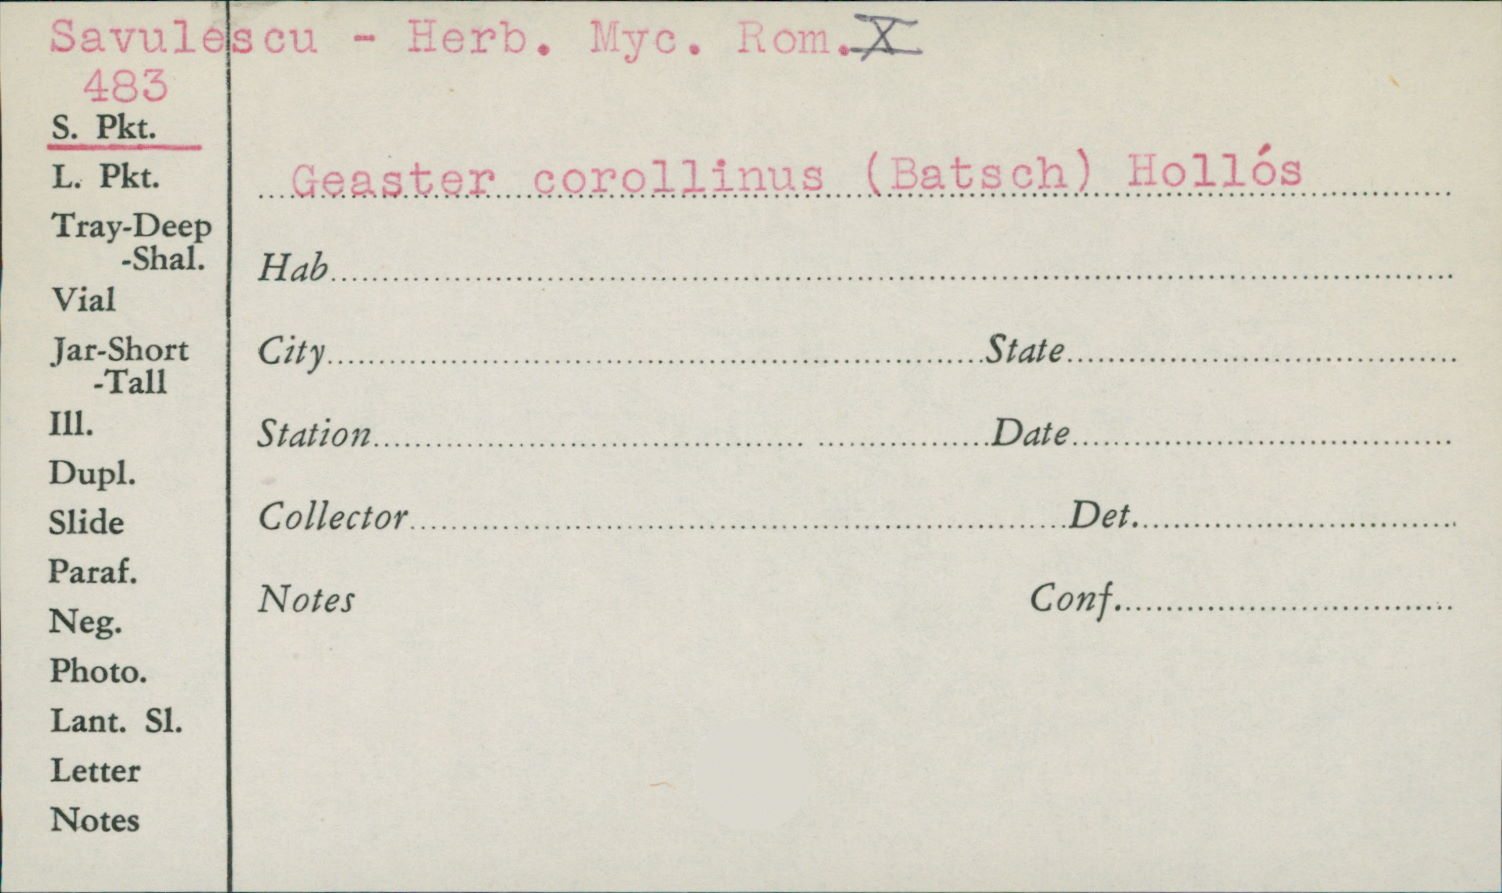 Savulescu - Herb. Myc. Rom. X
483
S. Pkt.
L. Pkt.
Geaster corollinus (Batsch) Hollós
Tray-Deep
-Shal.
Hab
Vial
Jar-Short
-Tall
City State
Ill.
Station Date
Dupl.
Slide
Collector Det.
Paraf.
Neg.
Notes Conf.
Photo.
Lant. Sl.
Letter
Notes